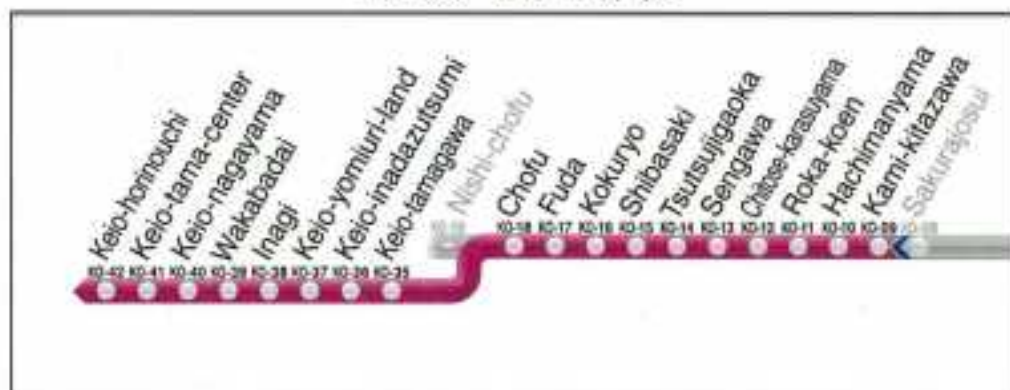 Keio-horinouchi
Keio-tama-center
Keio-nagayama
Wakabadai
Inagi
Keio-yomiuri-land
Keio-inadazutsumi
Keio-tamagawa
Nishi-chofu
Chofu
Fuda
Kokuryo
Shibasaki
Tsutsujigaoka
Sengawa
Chitose-karasuyama
Roka-koen
Hachimanyama
Kami-kitazawa
Sakurajosui
KO-18 KO-17 KO-16 KO-15 KO-14 KO-13 KO-12 KO-11 KO-10 KO-09
KO-42 KO-41 KO-40 KO-39 KO-38 KO-37 KO-36 KO-35